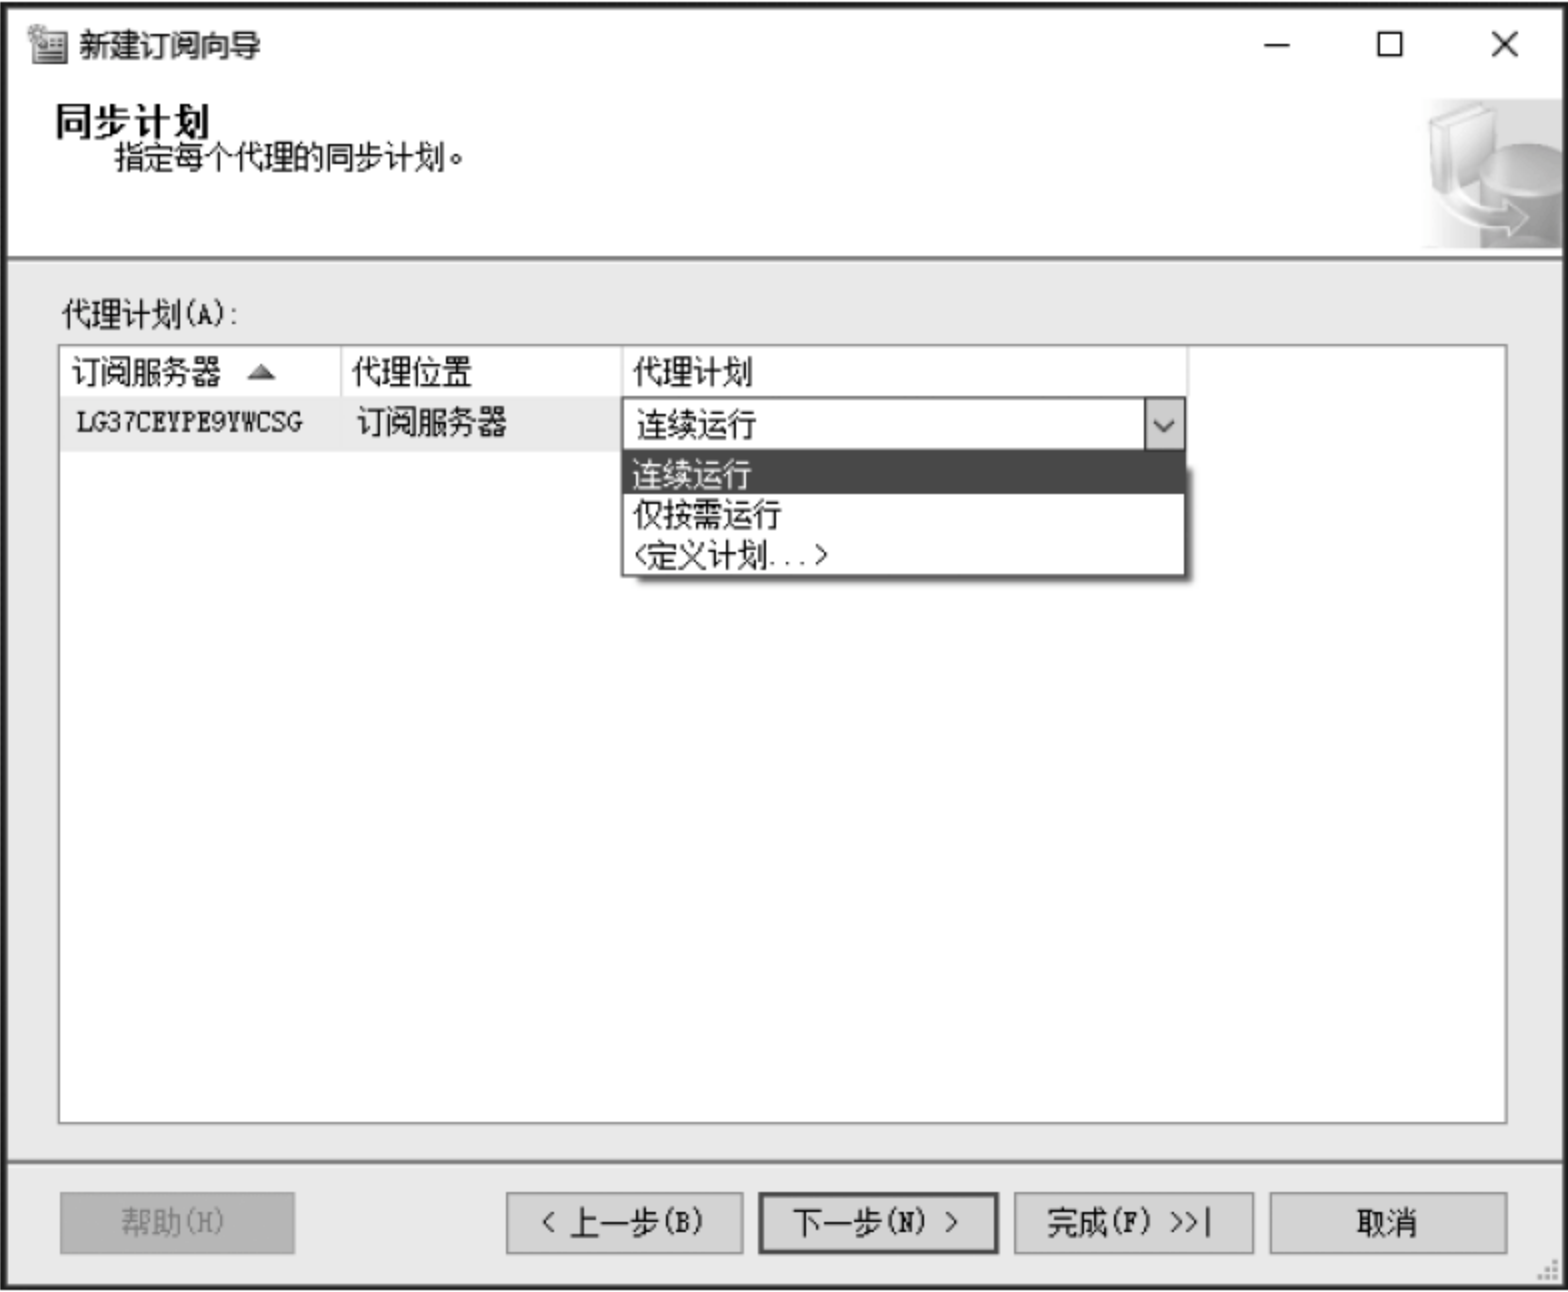 新建订阅向导
同步计划
指定每个代理的同步计划。
代理计划(A):
订阅服务器 代理位置 代理计划
LG37CEYPE9YWCSG 订阅服务器 连续运行
连续运行
仅按需运行
<定义计划...>
帮助(H) < 上一步(B) 下一步(N) > 完成(F) >>| 取消